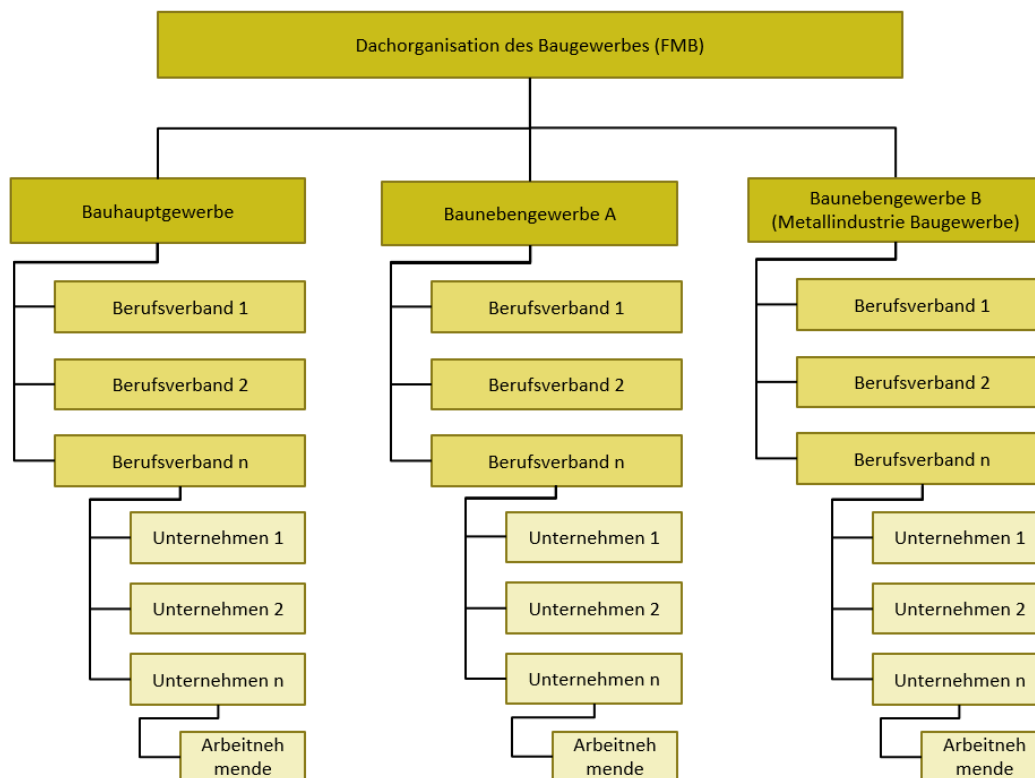 Dachorganisation des Baugewerbes (FMB)
Bauhauptgewerbe
Berufsverband 1
Berufsverband 2
Berufsverband n
Unternehmen 1
Unternehmen 2
Unternehmen n
Arbeitneh
mende
Baunebengewerbe A
Berufsverband 1
Berufsverband 2
Berufsverband n
Unternehmen 1
Unternehmen 2
Unternehmen n
Arbeitneh
mende
Baunebengewerbe B
(Metallindustrie Baugewerbe)
Berufsverband 1
Berufsverband 2
Berufsverband n
Unternehmen 1
Unternehmen 2
Unternehmen n
Arbeitneh
mende